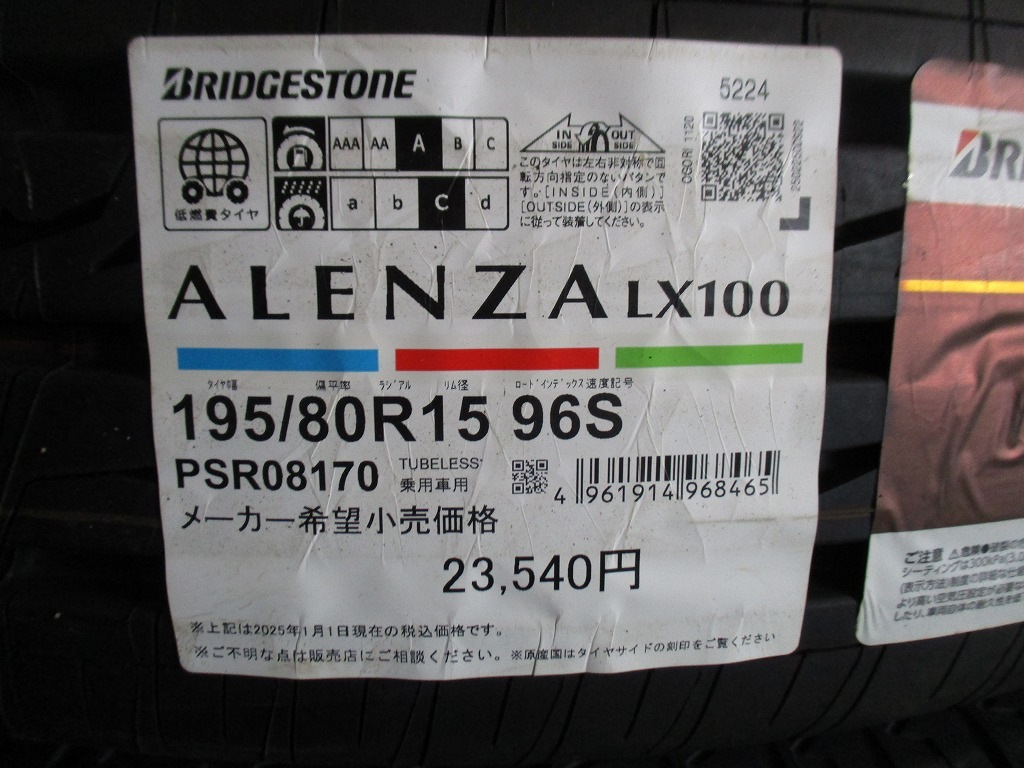 BRIDGESTONE
5224
AAA AA A B C
a b C d
低燃費タイヤ
IN SIDE OUT SIDE
このタイヤは左右非対称で回
転方向指定のないパタンで
す。[INSIDE(内側)]
[OUTSIDE(外側)]の表示
に従って装着してください。
L
ALENZA LX100
タイヤ幅 偏平率 ラジアル リム径 ロードインデックス 速度記号
195/80R15 96S
PSR08170 TUBELESS
乗用車用
4 961914 968465
メーカー希望小売価格
23,540円
※上記は2025年1月1日現在の税込価格です。
※ご不明な点は販売店にご相談ください。 ※原産国はタイヤサイドの刻印をご覧ください
BRI
ご注意